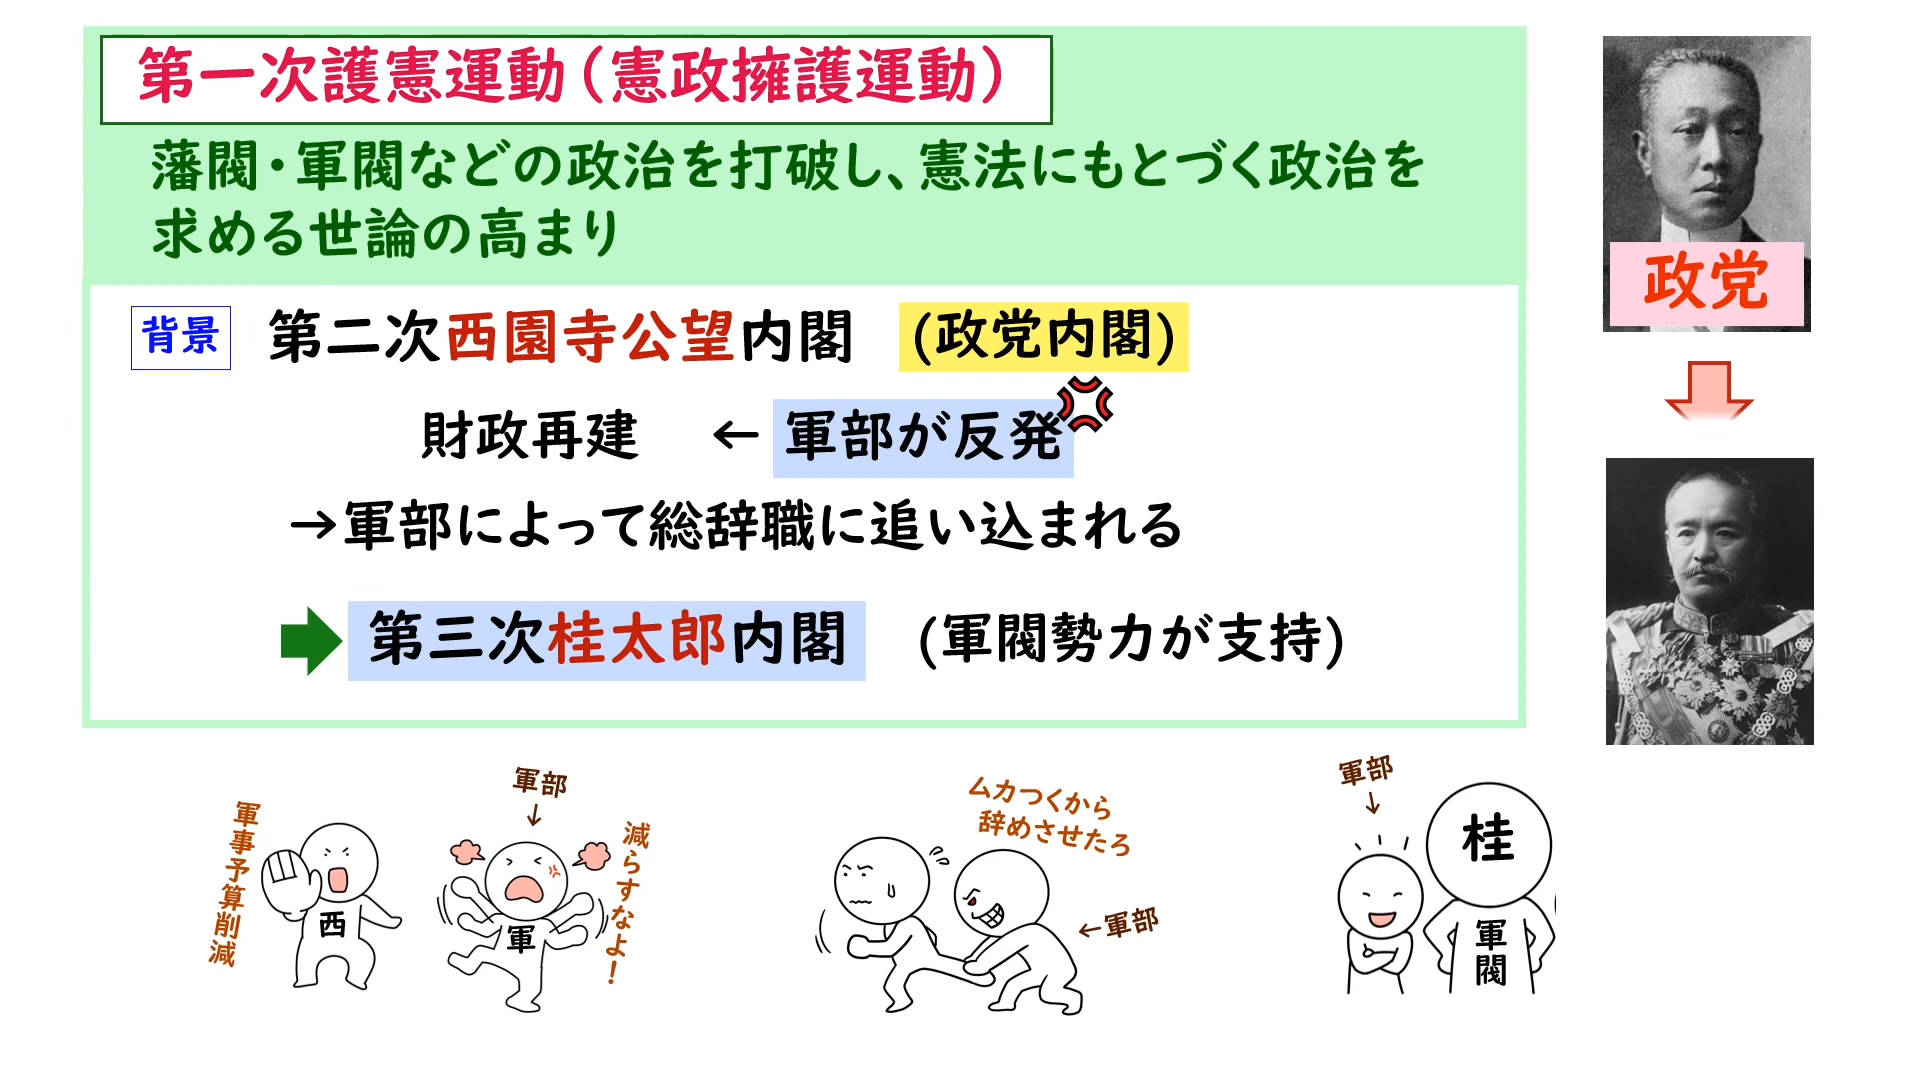 第一次護憲運動(憲政擁護運動)
藩閥・軍閥などの政治を打破し、憲法にもとづく政治を
求める世論の高まり
背景 第二次西園寺公望内閣 (政党内閣)
財政再建 ← 軍部が反発
→軍部によって総辞職に追い込まれる
第三次桂太郎内閣 (軍閥勢力が支持)
政党
軍事予算削減
西
軍部
↓
減らすなよ!
軍
ムカつくから
辞めさせたろ
←軍部
軍部
↓
桂
軍
閥